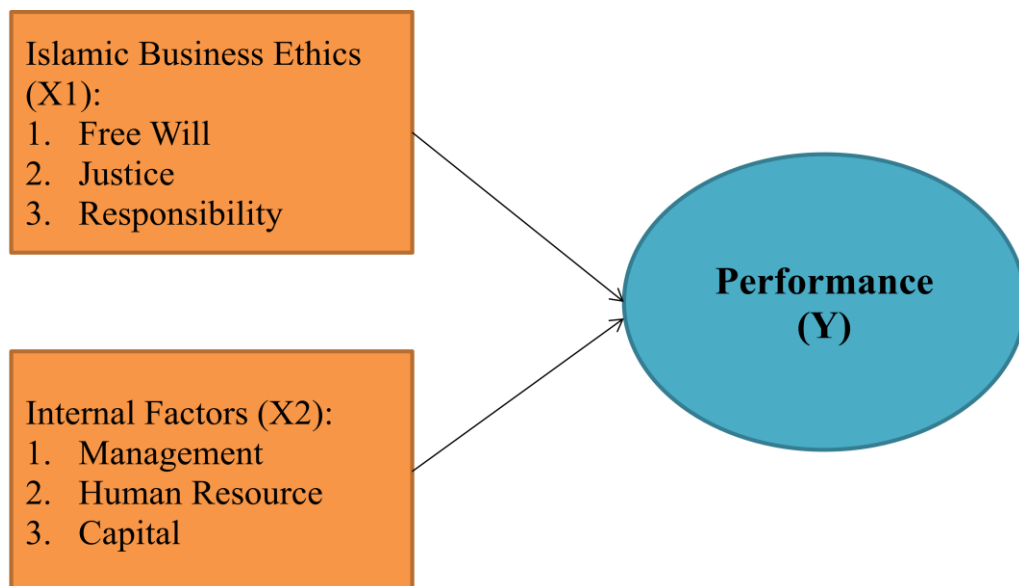 Islamic Business Ethics
(X1):
1. Free Will
2. Justice
3. Responsibility
Performance
(Y)
Internal Factors (X2):
1. Management
2. Human Resource
3. Capital